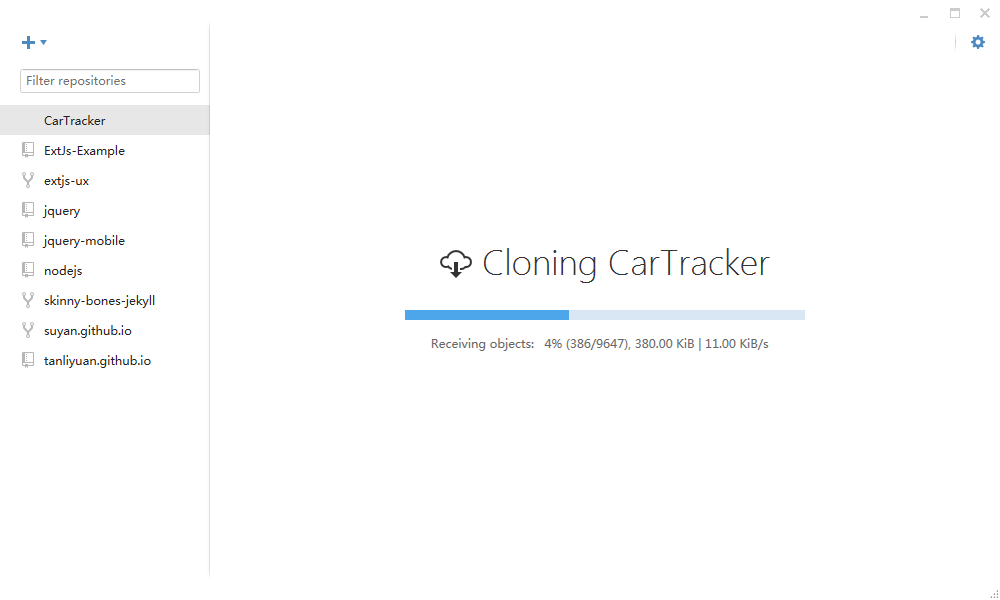 Filter repositories
CarTracker
ExtJs-Example
extjs-ux
jquery
jquery-mobile
nodejs
skinny-bones-jekyll
suyan.github.io
tanliyuan.github.io
Cloning CarTracker
Receiving objects: 4% (386/9647), 380.00 KiB | 11.00 KiB/s